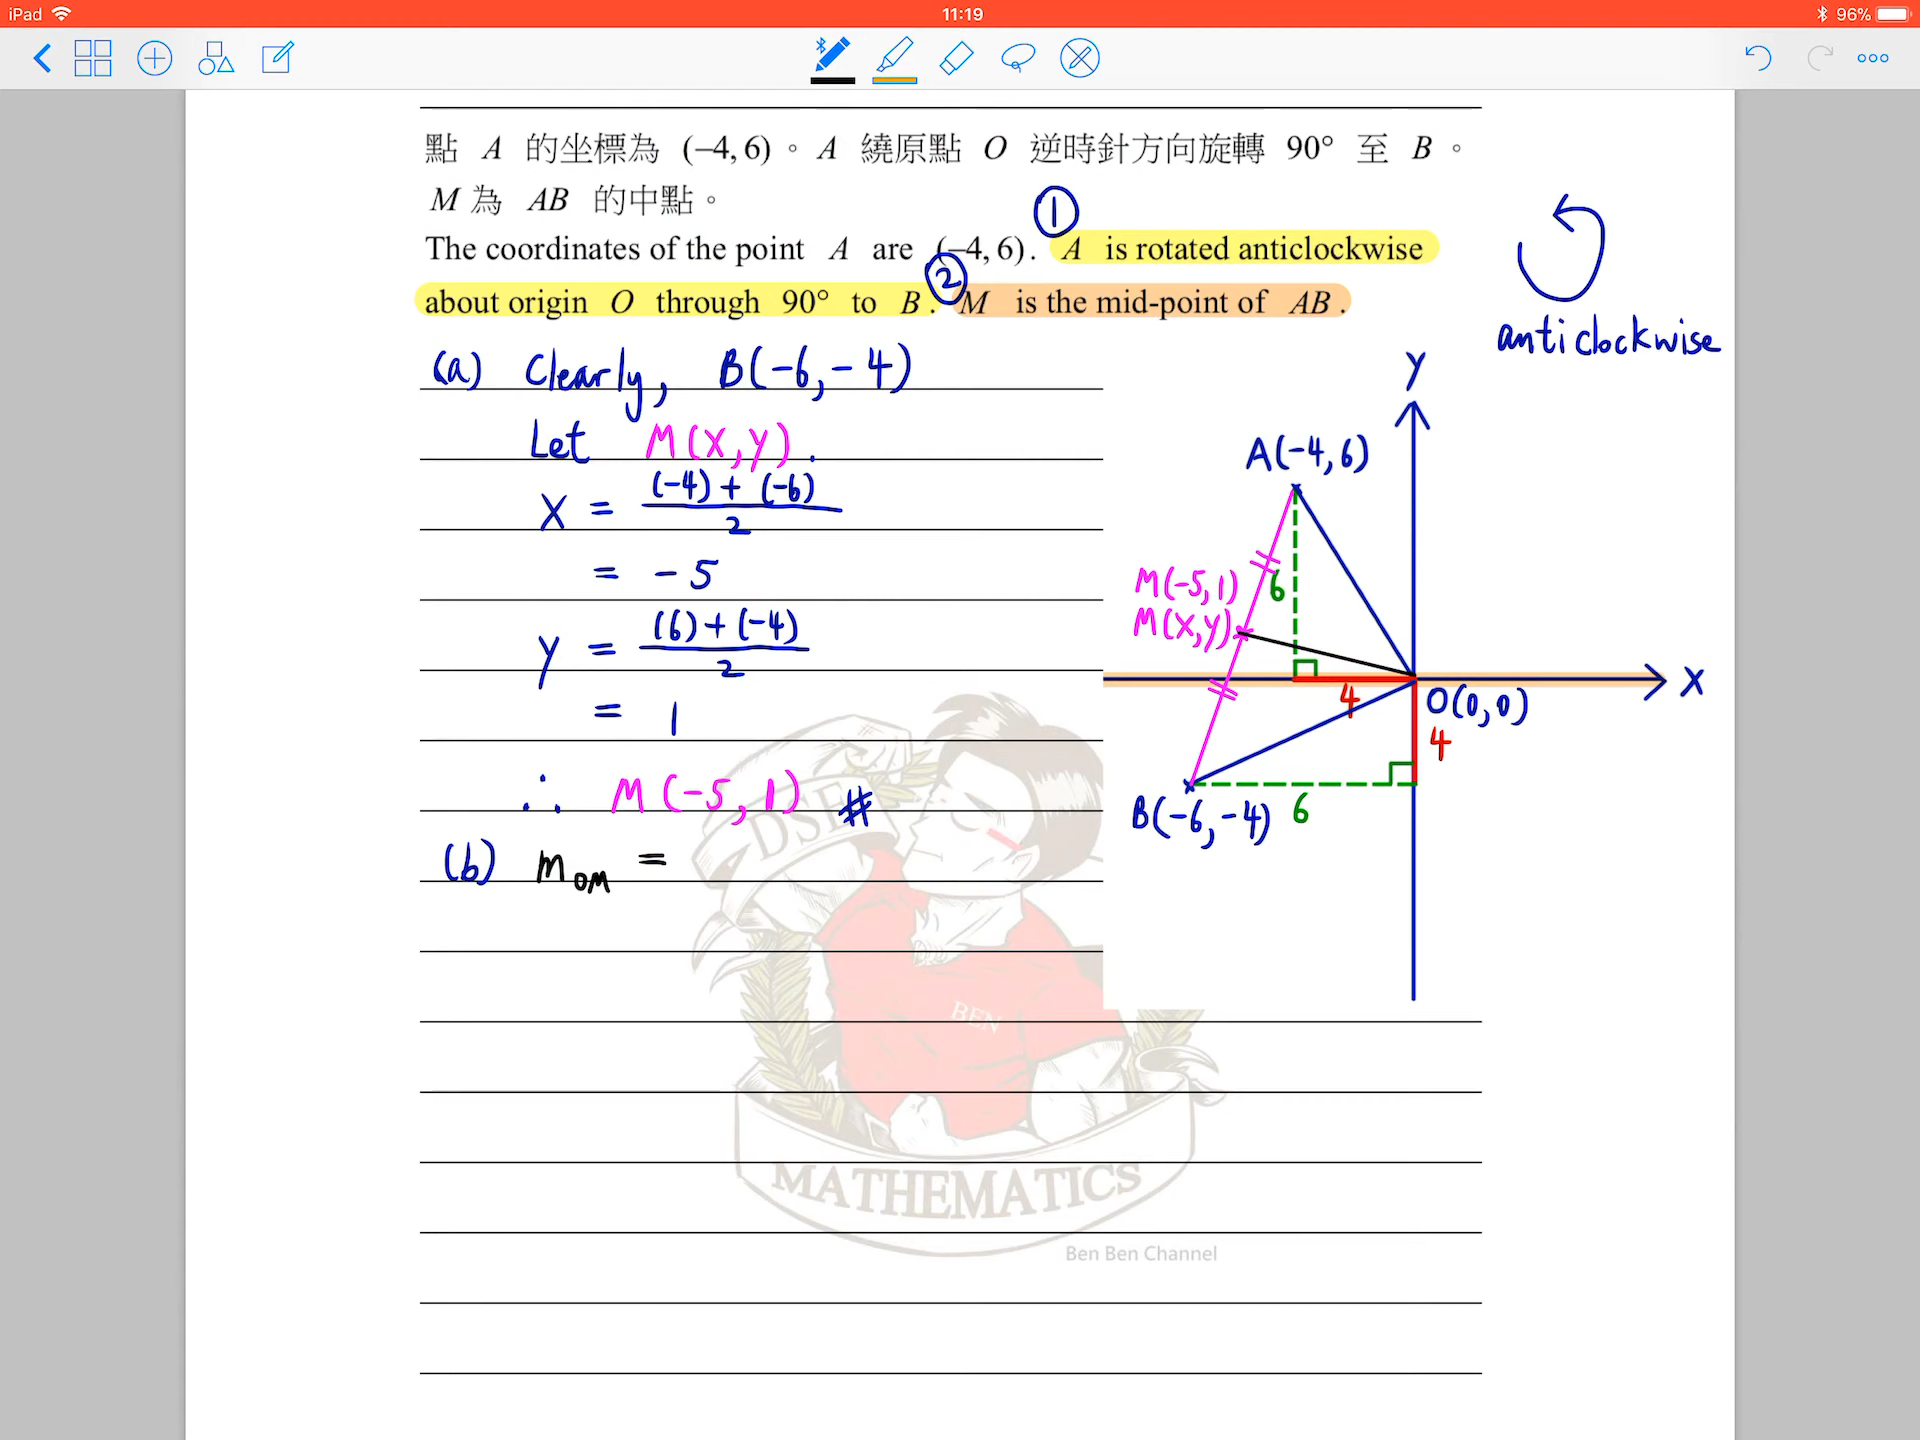 iPad 11:19 96%
點 A 的坐標為 (−4, 6)。A 繞原點 O 逆時針方向旋轉 90° 至 B。
M 為 AB 的中點。
①
The coordinates of the point A are (−4, 6). A is rotated anticlockwise
②
about origin O through 90° to B. M is the mid-point of AB.
anticlockwise
(a) Clearly, B(-6,-4)
Let M(x,y).
x = ((-4)+(-6))/2
= -5
y = ((6)+(-4))/2
= 1
∴ M(-5,1) #
(b) m_OM =
y
A(-4,6)
M(-5,1) 6
M(x,y)
x
4
O(0,0)
4
B(-6,-4) 6
DSE
BEN
MATHEMATICS
Ben Ben Channel